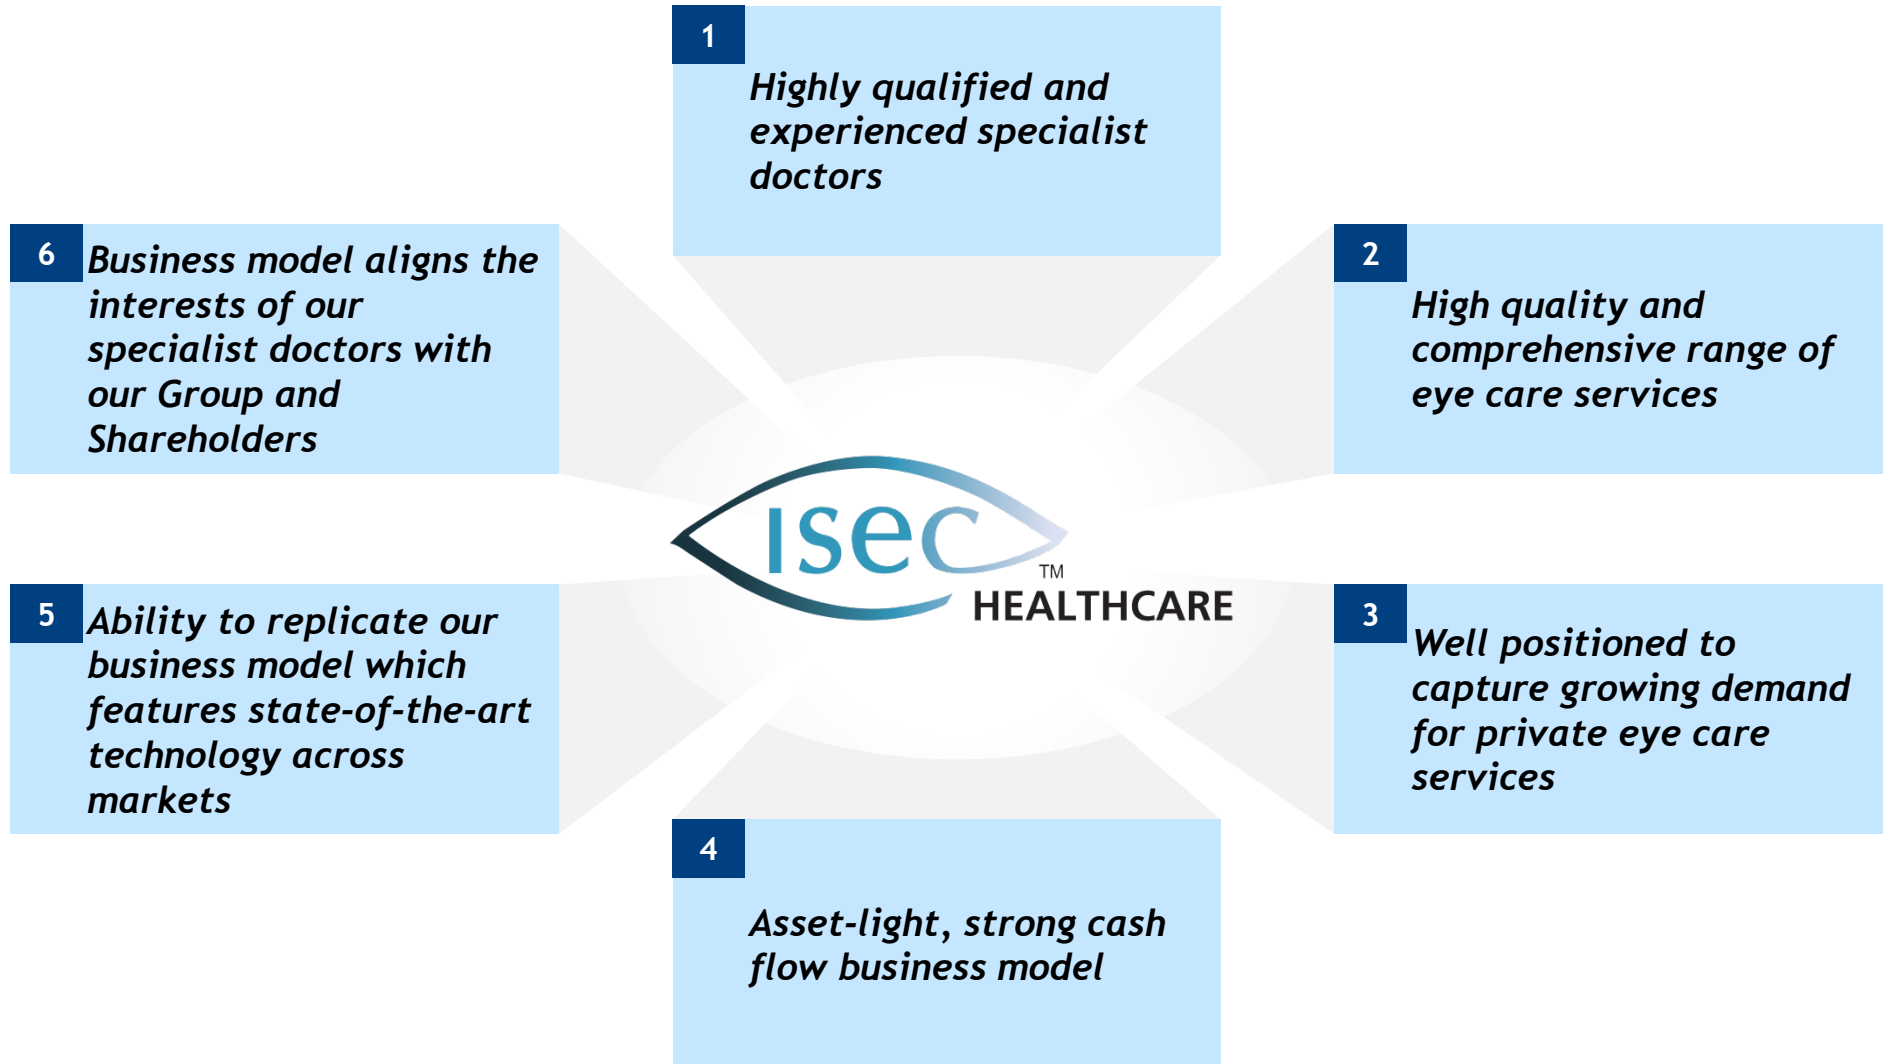 1
Highly qualified and
experienced specialist
doctors
2
High quality and
comprehensive range of
eye care services
3
Well positioned to
capture growing demand
for private eye care
services
4
Asset-light, strong cash
flow business model
5
Ability to replicate our
business model which
features state-of-the-art
technology across
markets
6
Business model aligns the
interests of our
specialist doctors with
our Group and
Shareholders
ISec
TM
HEALTHCARE